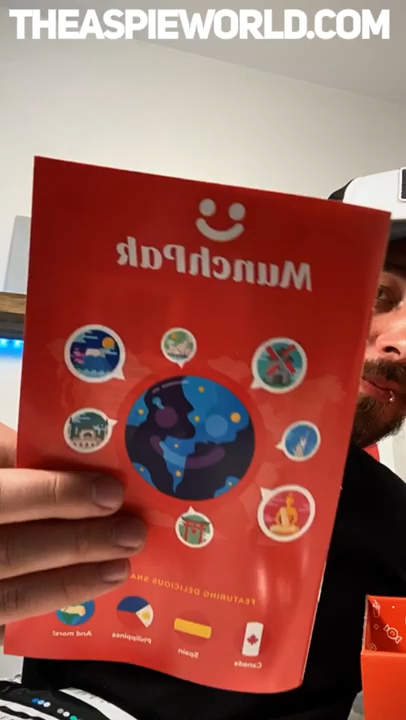 THEASPIEWORLD.COM
MunchPak
FEATURING DELICIOUS SNA
Canada
Spain
Philippines
And more!